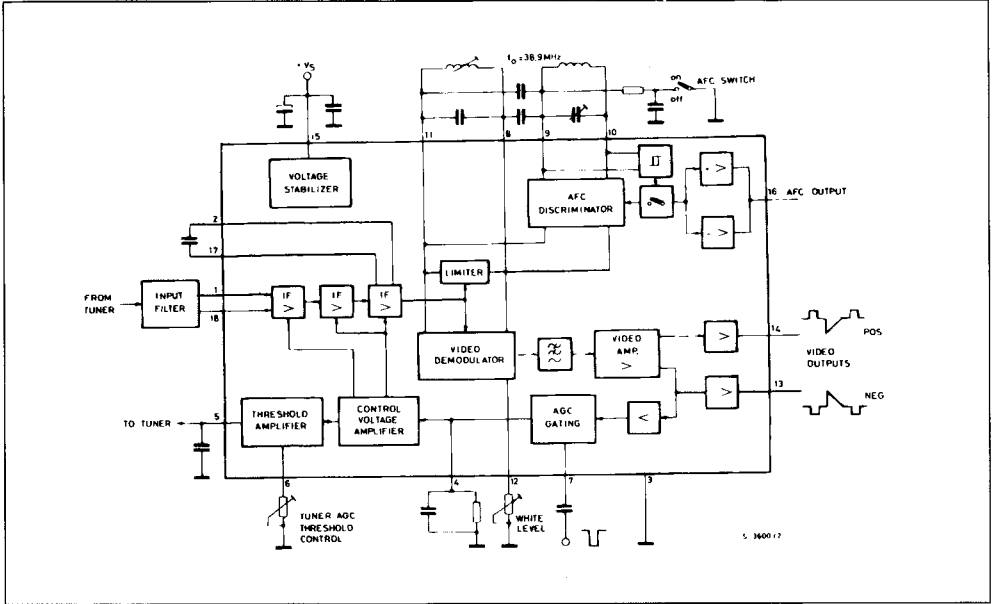 f₀ = 38.9MHz
+ Vs
on
AFC SWITCH
off
15
11
8
9
10
VOLTAGE STABILIZER
AFC DISCRIMINATOR
>
>
16 AFC OUTPUT
2
17
LIMITER
FROM TUNER
INPUT FILTER
1
18
IF >
IF >
IF >
VIDEO DEMODULATOR
VIDEO AMP. >
>
14
POS
VIDEO OUTPUTS
>
13
NEG
TO TUNER
5
THRESHOLD AMPLIFIER
CONTROL VOLTAGE AMPLIFIER
AGC GATING
<
6
4
12
7
3
TUNER AGC THRESHOLD CONTROL
WHITE LEVEL